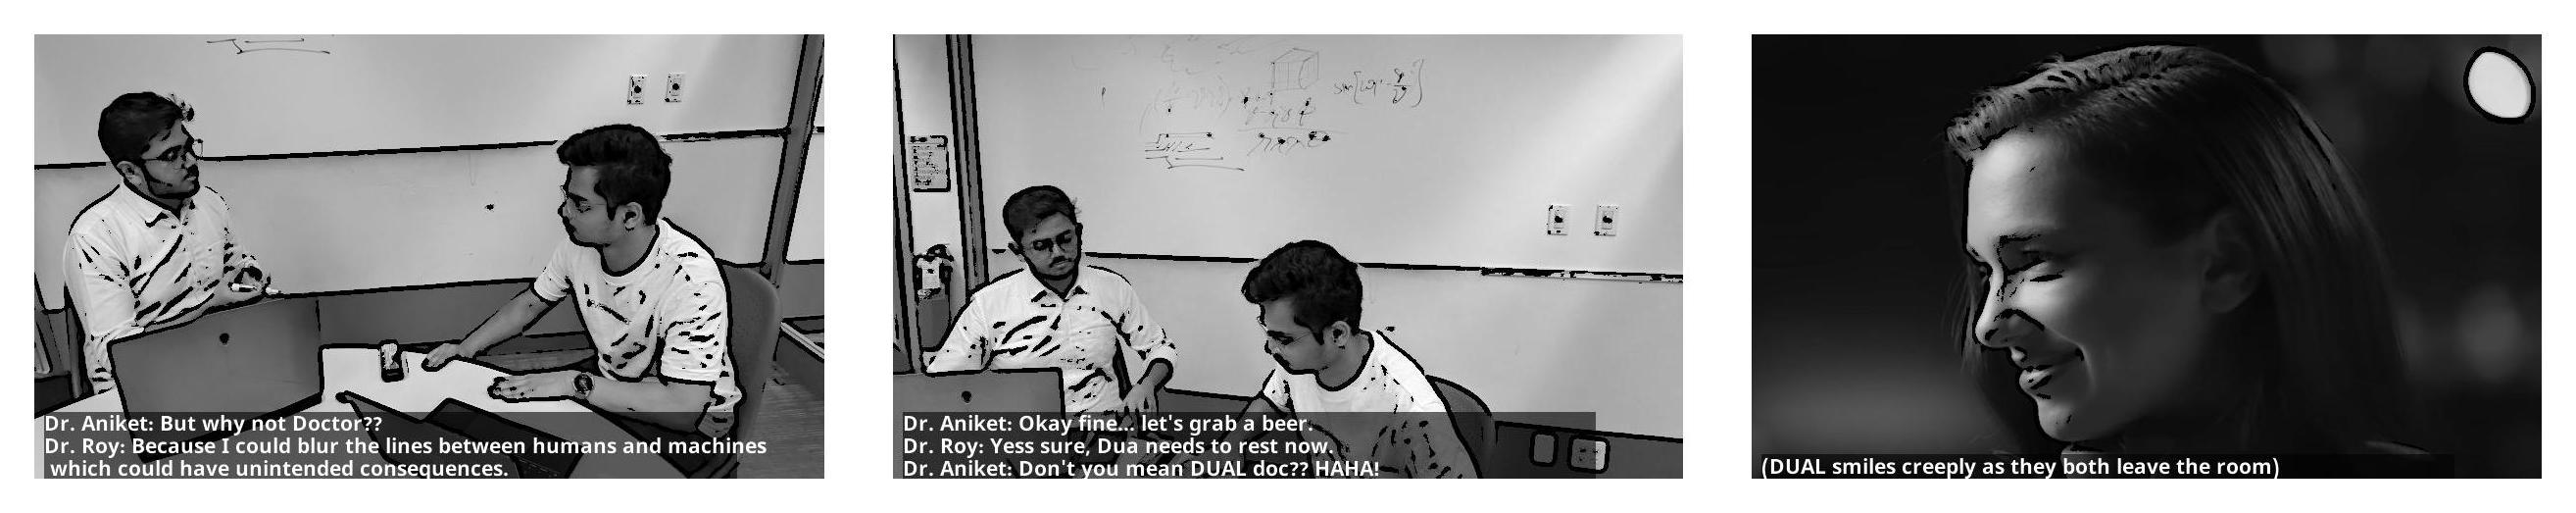 Dr. Aniket: But why not Doctor??
Dr. Roy: Because I could blur the lines between humans and machines
which could have unintended consequences.
Dr. Aniket: Okay fine... let's grab a beer.
Dr. Roy: Yess sure, Dua needs to rest now.
Dr. Aniket: Don't you mean DUAL doc?? HAHA!
(DUAL smiles creeply as they both leave the room)